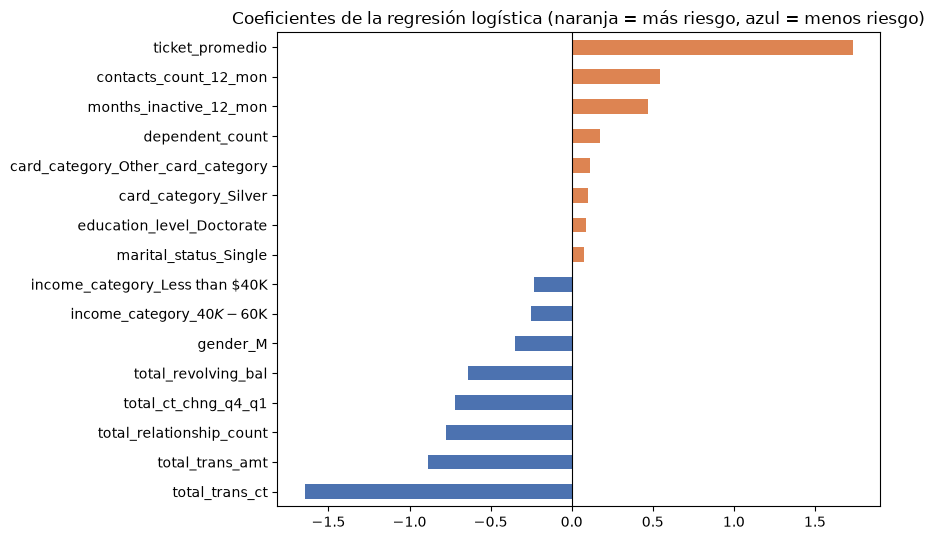 Coeficientes de la regresión logística (naranja = más riesgo, azul = menos riesgo)
ticket_promedio
contacts_count_12_mon
months_inactive_12_mon
dependent_count
card_category_Other_card_category
card_category_Silver
education_level_Doctorate
marital_status_Single
income_category_Less than $40K
income_category_40K − 60K
gender_M
total_revolving_bal
total_ct_chng_q4_q1
total_relationship_count
total_trans_amt
total_trans_ct
−1.5 −1.0 −0.5 0.0 0.5 1.0 1.5